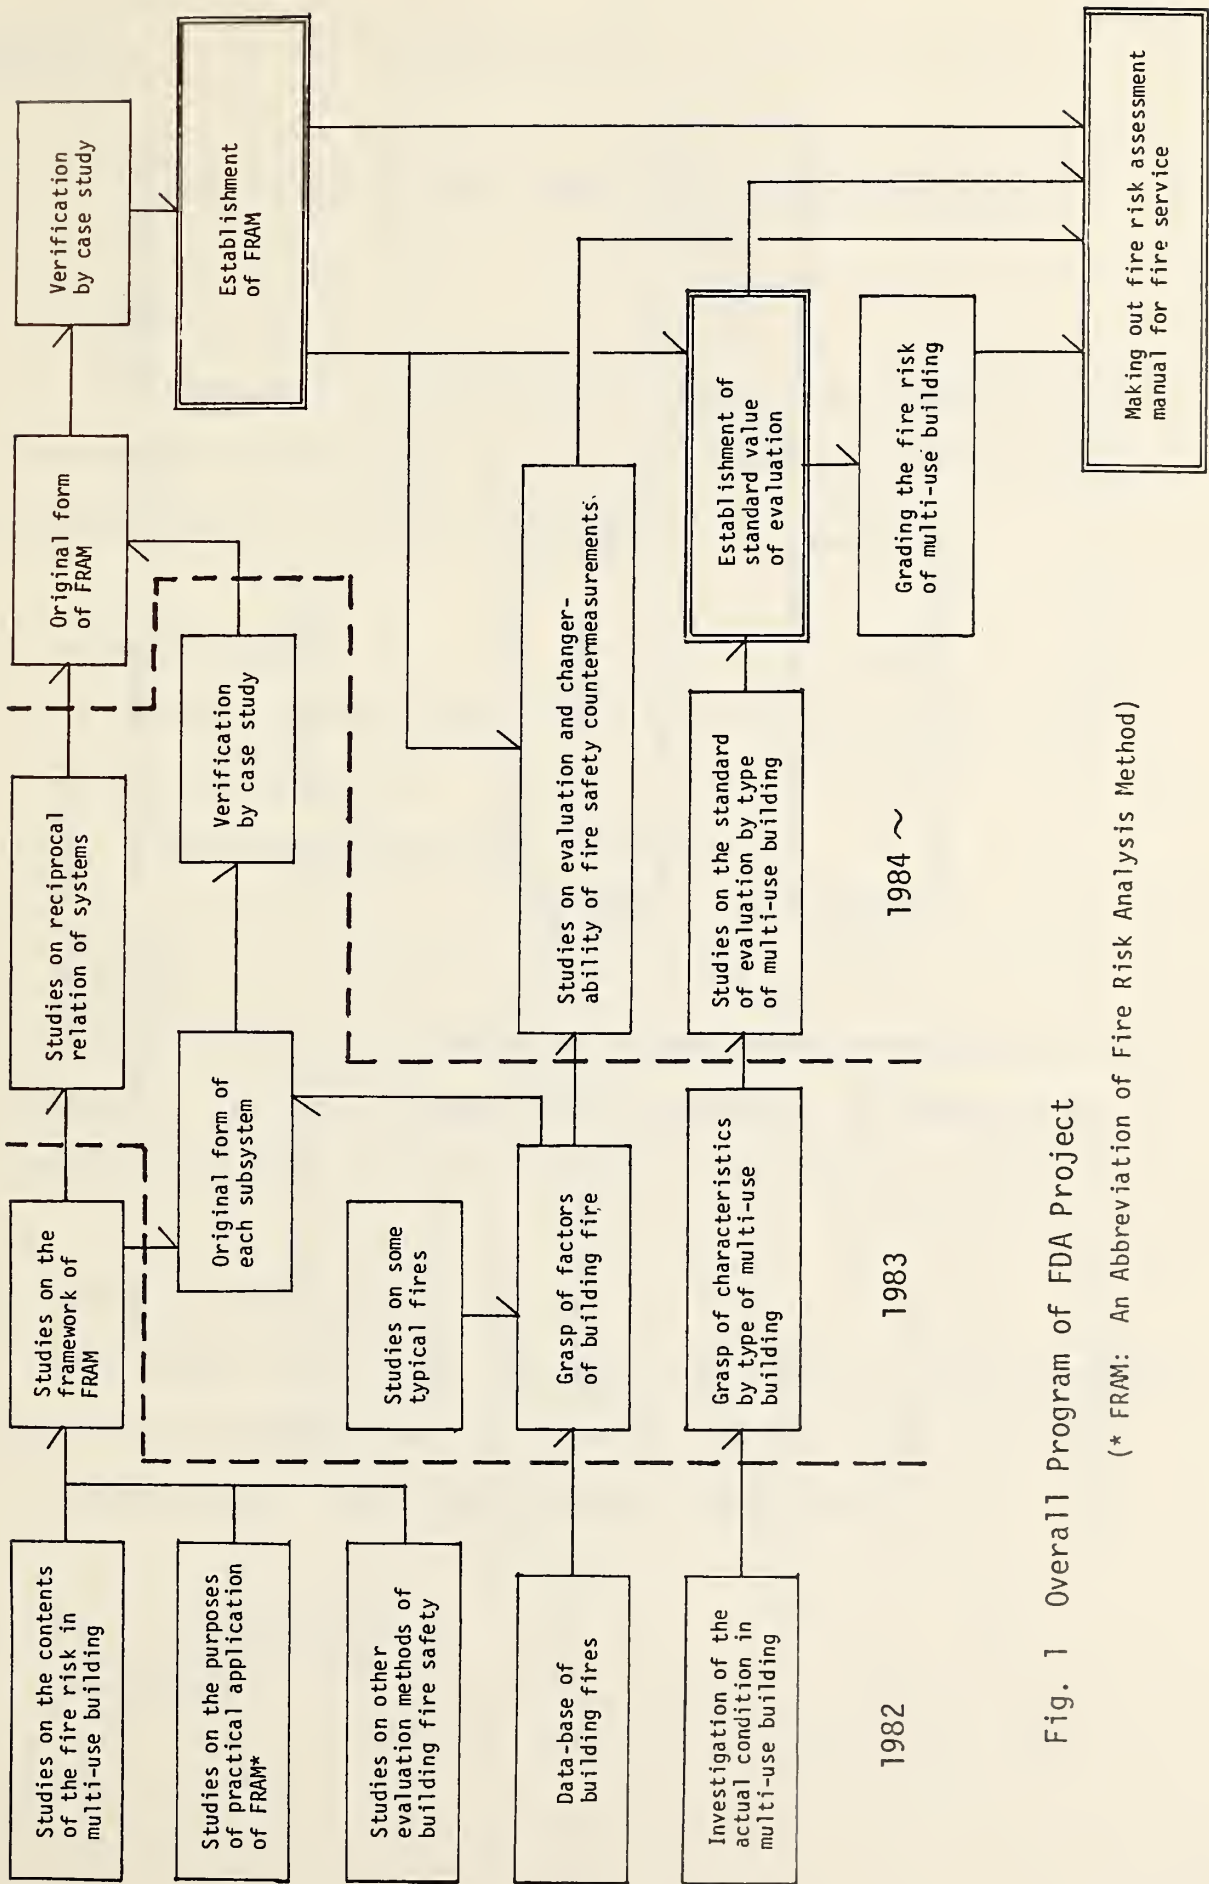 Studies on the contents
of the fire risk in
multi-use building
Studies on the purposes
of practical application
of FRAM*
Studies on other
evaluation methods of
building fire safety
Data-base of
building fires
Investigation of the
actual condition in
multi-use building
1982
Studies on the
framework of
FRAM
Original form of
each subsystem
Studies on some
typical fires
Grasp of factors
of building fire
Grasp of characteristics
by type of multi-use
building
1983
Studies on reciprocal
relation of systems
Verification
by case study
Original form
of FRAM
Verification
by case study
Establishment
of FRAM
Studies on evaluation and changer-
ability of fire safety countermeasurements.
Studies on the standard
of evaluation by type
of multi-use building
Establishment of
standard value
of evaluation
Grading the fire risk
of multi-use building
Making out fire risk assessment
manual for fire service
1984 ~
Fig. 1 Overall Program of FDA Project
(* FRAM: An Abbreviation of Fire Risk Analysis Method)